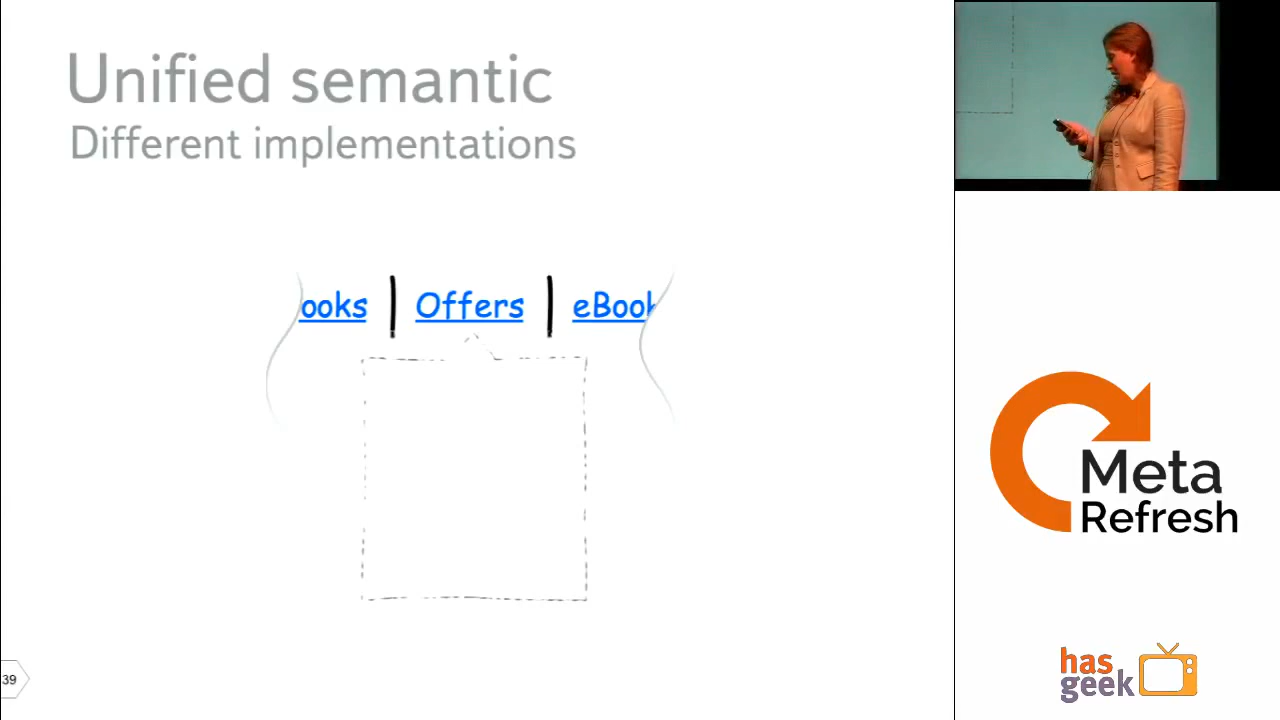 Unified semantic
Different implementations
ooks | Offers | eBook
39
Meta
Refresh
has
geek